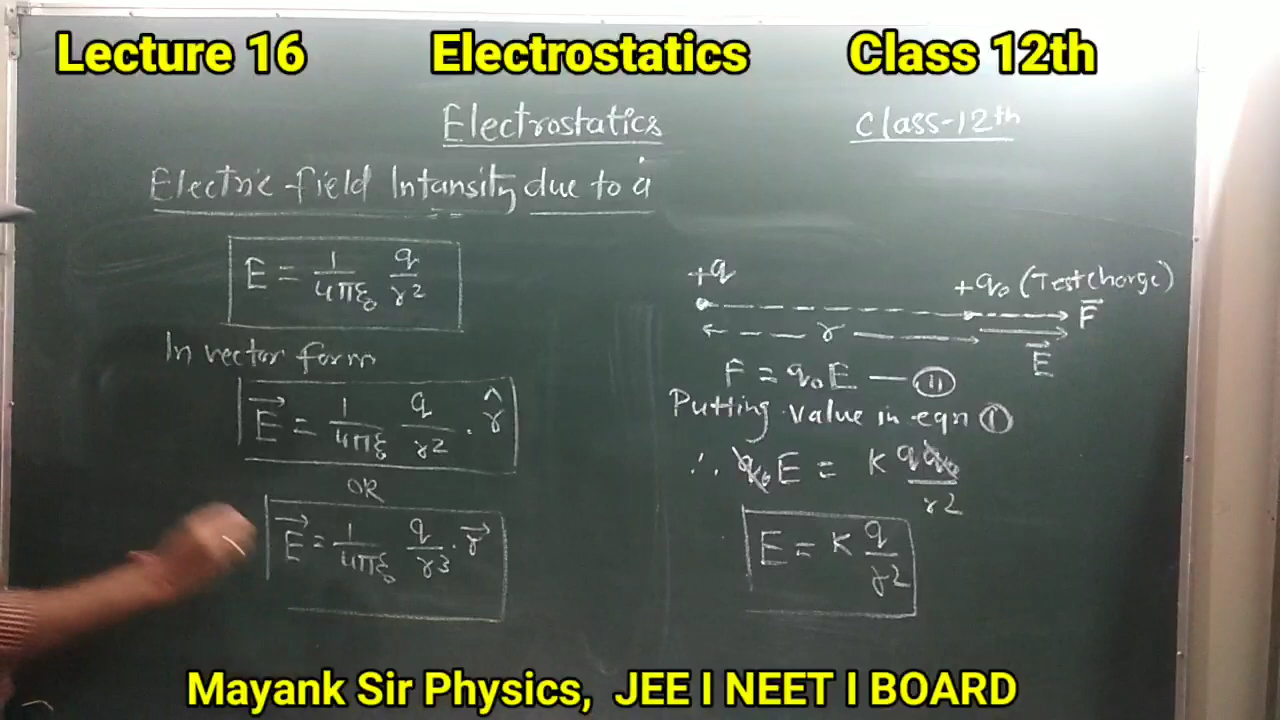 Lecture 16 Electrostatics Class 12th
Electrostatics Class-12th
Electric field Intansity due to a
E = 1/4πε₀ q/r²
In vector form
E⃗ = 1/4πε₀ q/r² . r̂
OR
E⃗ = 1/4πε₀ q/r³ . r⃗
+q +q₀ (Test charge)
F⃗
r
E⃗
F = q₀E — (ii)
Putting value in eqn (i)
∴ q₀E = K qq₀/r²
E = K q/r²
Mayank Sir Physics, JEE I NEET I BOARD